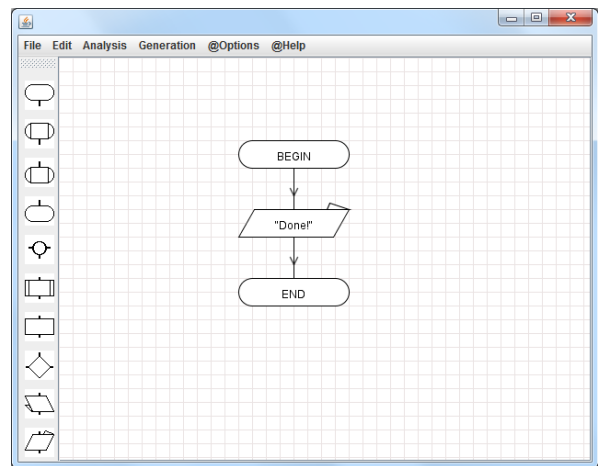 File Edit Analysis Generation @Options @Help
BEGIN
"Done!"
END